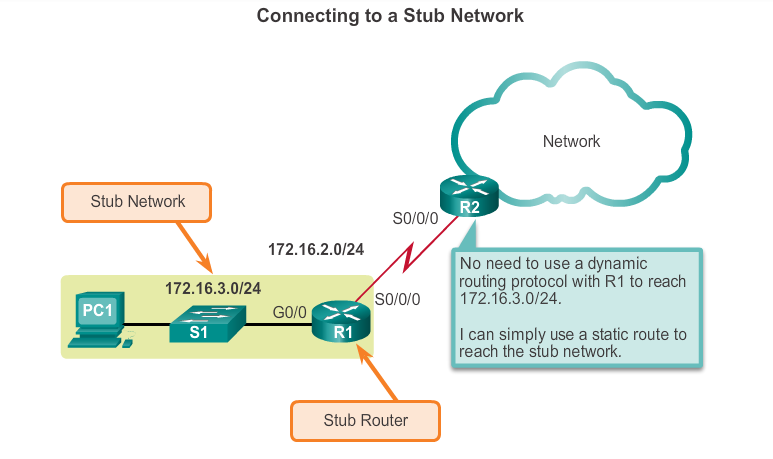 Connecting to a Stub Network
Network
Stub Network
R2
S0/0/0
172.16.2.0/24
No need to use a dynamic
routing protocol with R1 to reach
172.16.3.0/24.
I can simply use a static route to
reach the stub network.
172.16.3.0/24
PC1
S1
G0/0
S0/0/0
R1
Stub Router